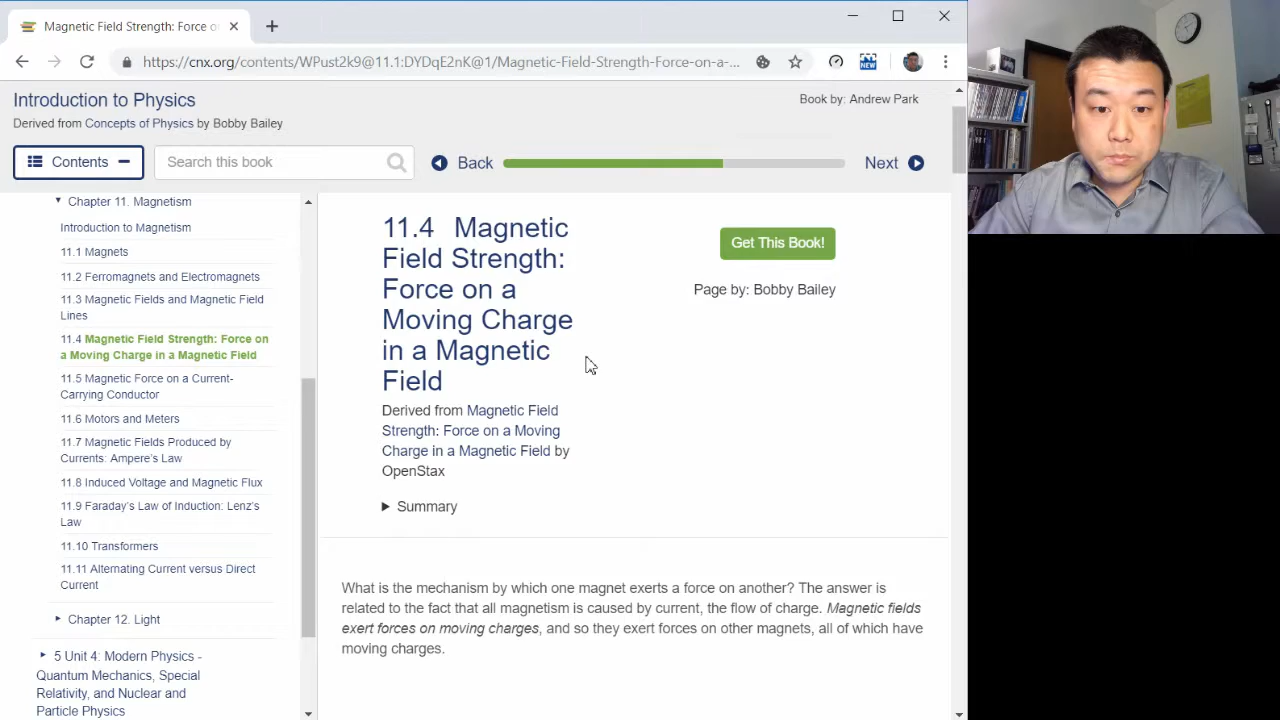 Magnetic Field Strength: Force o
https://cnx.org/contents/WPust2k9@11.1:DYDqE2nK@1/Magnetic-Field-Strength-Force-on-a-...
NEW
Introduction to Physics
Book by: Andrew Park
Derived from Concepts of Physics by Bobby Bailey
Contents
Search this book
Back
Next
Chapter 11. Magnetism
Introduction to Magnetism
11.1 Magnets
11.2 Ferromagnets and Electromagnets
11.3 Magnetic Fields and Magnetic Field
Lines
11.4 Magnetic Field Strength: Force on
a Moving Charge in a Magnetic Field
11.5 Magnetic Force on a Current-
Carrying Conductor
11.6 Motors and Meters
11.7 Magnetic Fields Produced by
Currents: Ampere's Law
11.8 Induced Voltage and Magnetic Flux
11.9 Faraday's Law of Induction: Lenz's
Law
11.10 Transformers
11.11 Alternating Current versus Direct
Current
Chapter 12. Light
5 Unit 4: Modern Physics -
Quantum Mechanics, Special
Relativity, and Nuclear and
Particle Physics
11.4 Magnetic
Field Strength:
Force on a
Moving Charge
in a Magnetic
Field
Get This Book!
Page by: Bobby Bailey
Derived from Magnetic Field
Strength: Force on a Moving
Charge in a Magnetic Field by
OpenStax
Summary
What is the mechanism by which one magnet exerts a force on another? The answer is
related to the fact that all magnetism is caused by current, the flow of charge. Magnetic fields
exert forces on moving charges, and so they exert forces on other magnets, all of which have
moving charges.